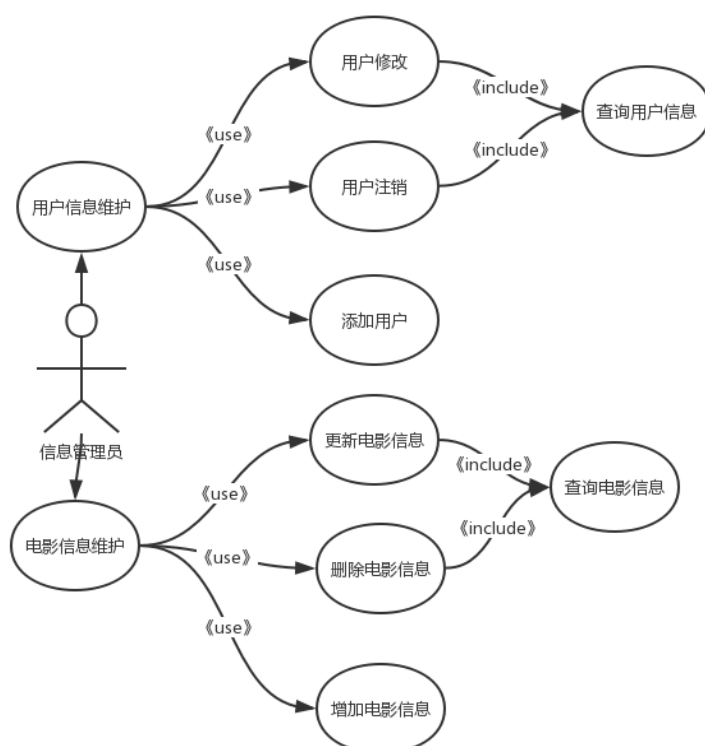 用户修改
《include》
查询用户信息
《use》
《include》
用户注销
《use》
用户信息维护
《use》
添加用户
信息管理员
更新电影信息
《include》
查询电影信息
《use》
《include》
电影信息维护
《use》
删除电影信息
《use》
增加电影信息